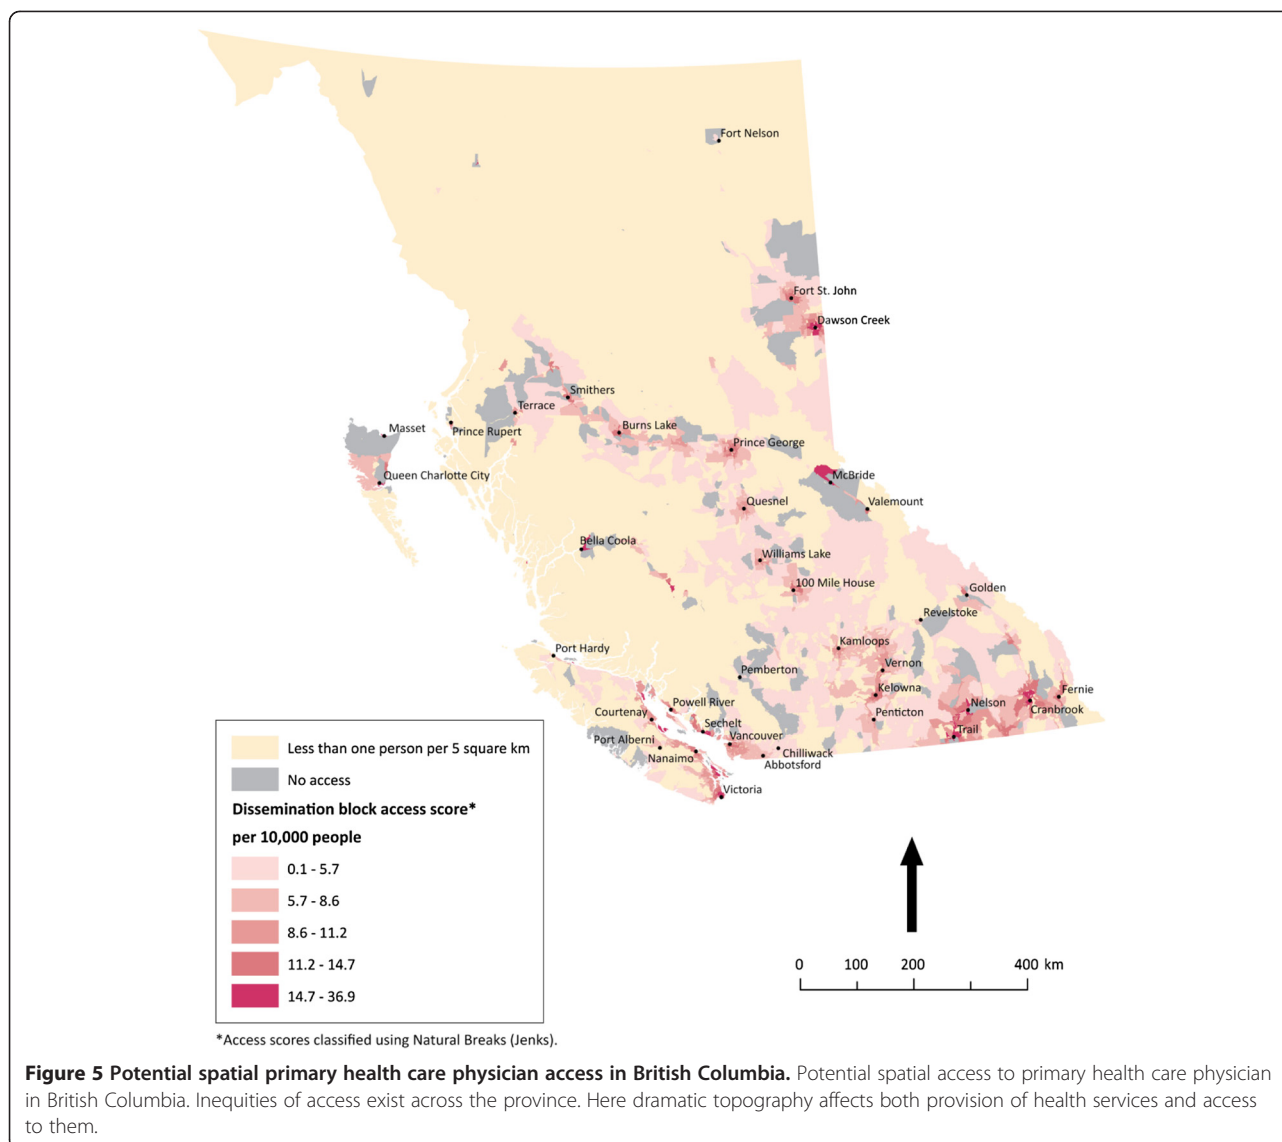 Fort Nelson
Fort St. John
Dawson Creek
Smithers
Terrace
Masset
Prince Rupert
Burns Lake
Prince George
Queen Charlotte City
McBride
Quesnel
Valemount
Bella Coola
Williams Lake
100 Mile House
Golden
Revelstoke
Port Hardy
Kamloops
Vernon
Pemberton
Kelowna
Fernie
Powell River
Nelson
Cranbrook
Courtenay
Sechelt
Penticton
Port Alberni
Vancouver
Trail
Nanaimo
Chilliwack
Abbotsford
Victoria
Less than one person per 5 square km
No access
Dissemination block access score*
per 10,000 people
0.1 - 5.7
5.7 - 8.6
8.6 - 11.2
11.2 - 14.7
14.7 - 36.9
0 100 200 400 km
*Access scores classified using Natural Breaks (Jenks).
Figure 5 Potential spatial primary health care physician access in British Columbia. Potential spatial access to primary health care physician
in British Columbia. Inequities of access exist across the province. Here dramatic topography affects both provision of health services and access
to them.